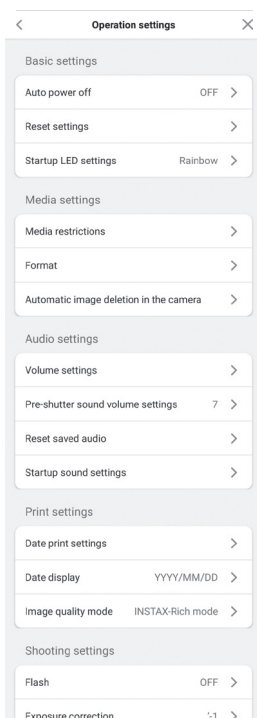 Operation settings
Basic settings
Auto power off OFF
Reset settings
Startup LED settings Rainbow
Media settings
Media restrictions
Format
Automatic image deletion in the camera
Audio settings
Volume settings
Pre-shutter sound volume settings 7
Reset saved audio
Startup sound settings
Print settings
Date print settings
Date display YYYY/MM/DD
Image quality mode INSTAX-Rich mode
Shooting settings
Flash OFF
Exposure correction '-1